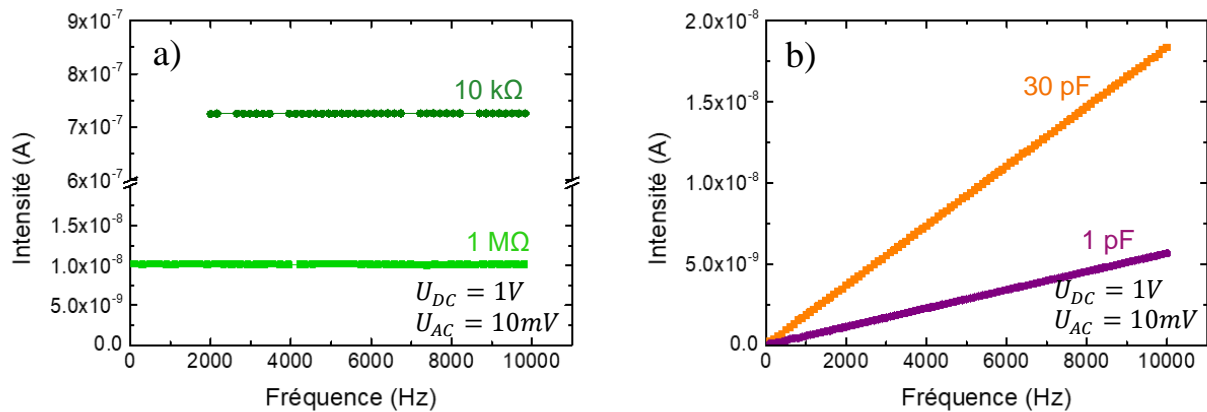 a)
9x10⁻⁷
8x10⁻⁷
7x10⁻⁷
6x10⁻⁷
1.5x10⁻⁸
1.0x10⁻⁸
5.0x10⁻⁹
0.0
Intensité (A)
10 kΩ
1 MΩ
U_DC = 1V
U_AC = 10mV
0 2000 4000 6000 8000 10000
Fréquence (Hz)
b)
2.0x10⁻⁸
1.5x10⁻⁸
1.0x10⁻⁸
5.0x10⁻⁹
0.0
Intensité (A)
30 pF
1 pF
U_DC = 1V
U_AC = 10mV
0 2000 4000 6000 8000 10000
Fréquence (Hz)